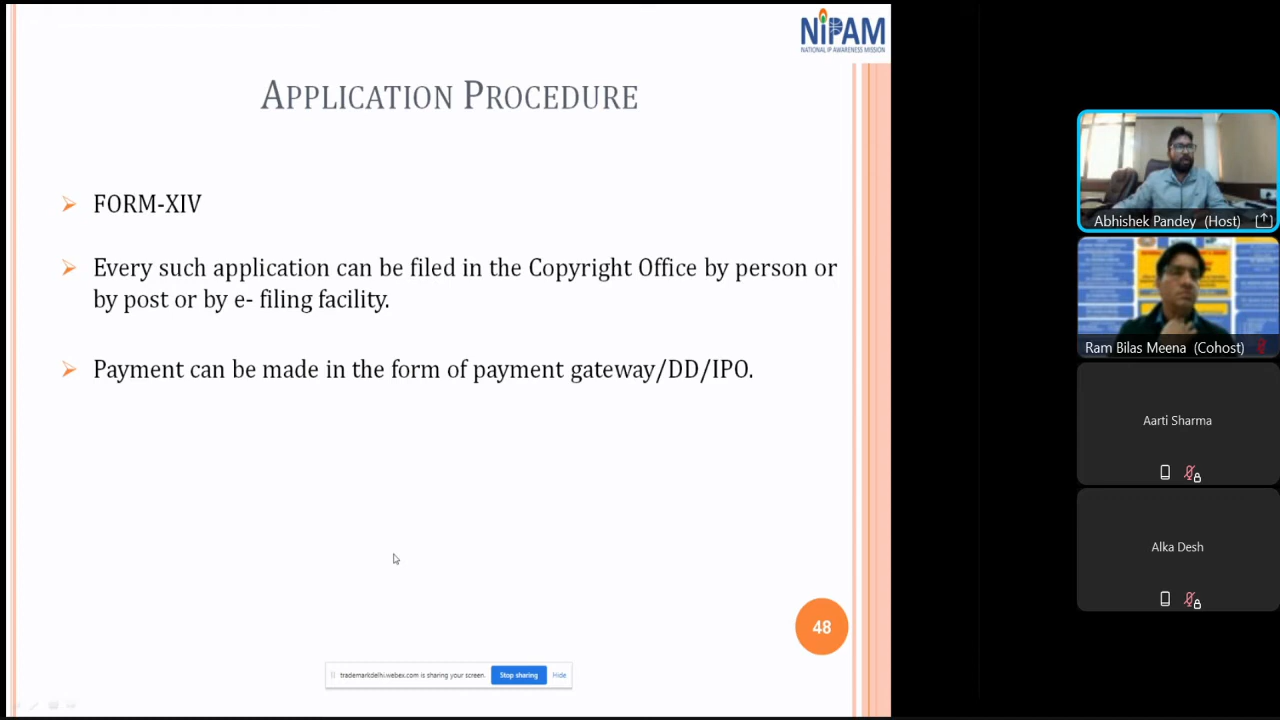 NIPAM
NATIONAL IP AWARENESS MISSION
APPLICATION PROCEDURE
FORM-XIV
Every such application can be filed in the Copyright Office by person or
by post or by e- filing facility.
Payment can be made in the form of payment gateway/DD/IPO.
48
trademarkdelhi.webex.com is sharing your screen.
Stop sharing
Hide
Abhishek Pandey (Host)
Ram Bilas Meena (Cohost)
Aarti Sharma
Alka Desh